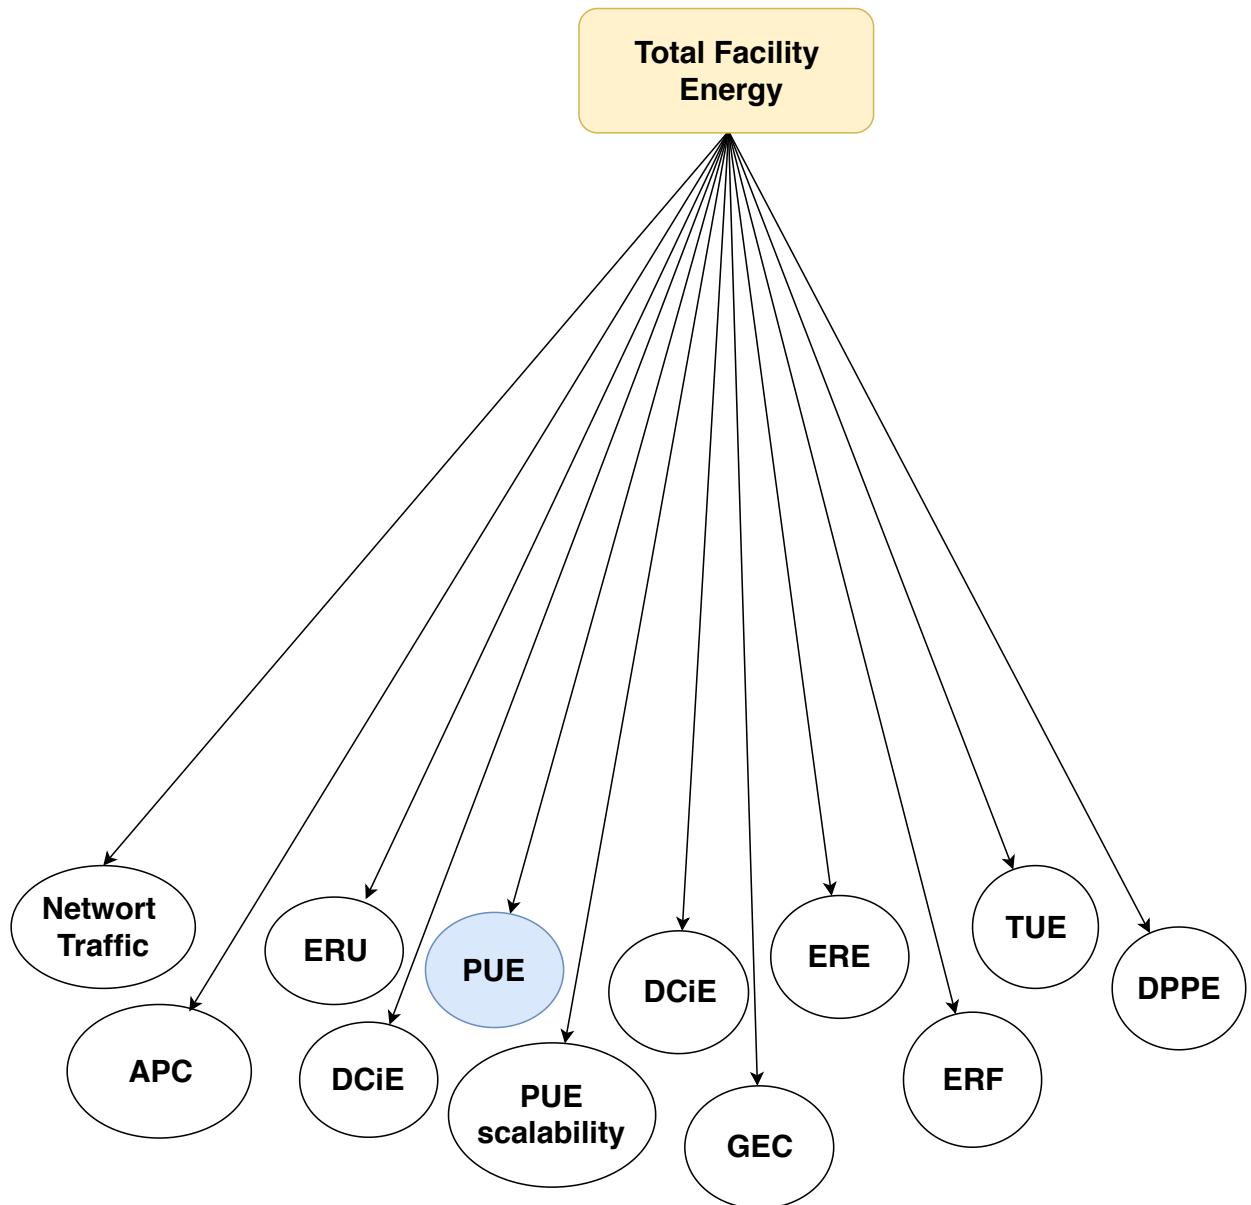 Total Facility
Energy
Networt
Traffic
ERU
PUE
DCiE
ERE
TUE
DPPE
APC
DCiE
PUE
scalability
GEC
ERF